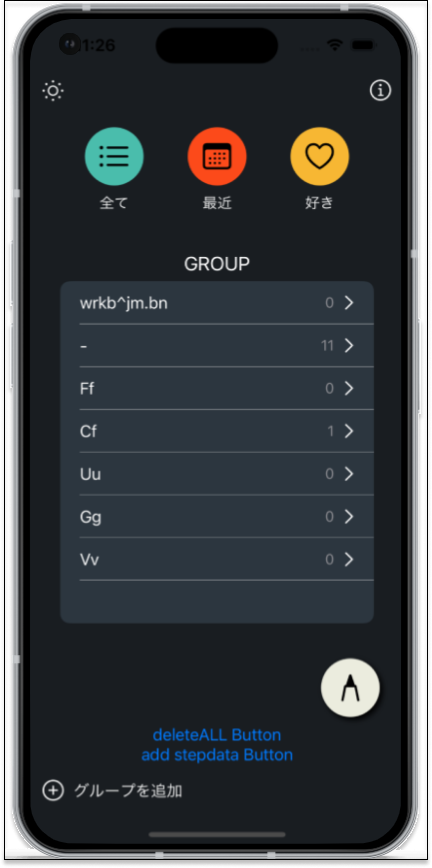 1:26
全て 最近 好き
GROUP
wrkb^jm.bn 0
- 11
Ff 0
Cf 1
Uu 0
Gg 0
Vv 0
deleteALL Button
add stepdata Button
グループを追加